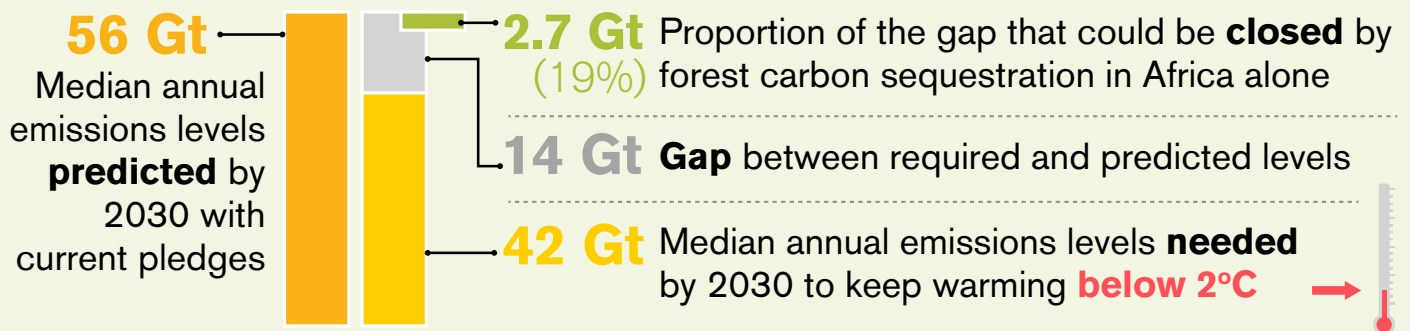 56 Gt
Median annual
emissions levels
predicted by
2030 with
current pledges
2.7 Gt
(19%)
Proportion of the gap that could be closed by
forest carbon sequestration in Africa alone
14 Gt
Gap between required and predicted levels
42 Gt
Median annual emissions levels needed
by 2030 to keep warming below 2ºC